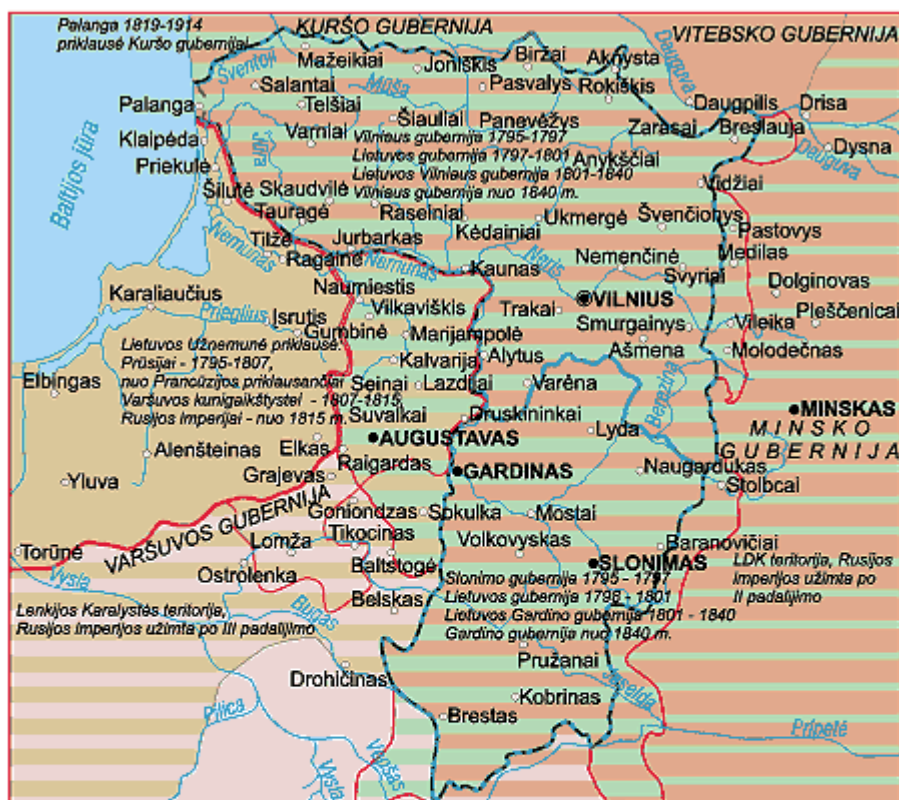 Palanga 1819-1914
priklausė Kuršo gubernijai
KURŠO GUBERNIJA
VITEBSKO GUBERNIJA
Mažeikiai
Joniškis
Biržai
Aknysta
Dauguva
Šventoji
Salantai
Mūša
Pasvalys
Rokiškis
Palanga
Telšiai
Daugpilis
Drisa
Šiauliai
Panevėžys
Zarasai
Breslauja
Klaipėda
Varniai
Vilniaus gubernija 1795-1797
Lietuvos gubernija 1797-1801
Lietuvos Vilniaus gubernija 1801-1840
Vilniaus gubernija nuo 1840 m.
Anykščiai
Dysna
Dauguva
Baltijos jūra
Priekulė
Jūra
Šilutė
Skaudvilė
Vidžiai
Tauragė
Raseiniai
Ukmergė
Švenčionys
Pastovys
Kėdainiai
Tilžė
Jurbarkas
Nemunas
Ragainė
Nemunas
Kaunas
Neris
Nemenčinė
Medilas
Svyriai
Dolginovas
Naumiestis
Karaliaučius
Vilkaviškis
Trakai
VILNIUS
Prieglius
Isrutis
Gumbinė
Marijampolė
Smurgainys
Vileika
Pleščenicai
Lietuvos Užnemunė priklausė:
Prūsijai - 1795-1807,
nuo Prancūzijos priklausančiai
Varšuvos kunigaikštystei - 1807-1815,
Rusijos imperijai - nuo 1815 m.
Kalvarija
Alytus
Ašmena
Molodečnas
Elbingas
Seinai
Lazdijai
Varėna
Berezina
Suvalkai
Druskininkai
MINSKAS
MINSKO
GUBERNIJA
Alenšteinas
Elkas
AUGUSTAVAS
Lyda
Yluva
Grajevas
Raigardas
GARDINAS
Naugardukas
Stolbcai
VARŠUVOS GUBERNIJA
Goniondzas
Sokulka
Mostai
Torūnė
Lomža
Tikocinas
Volkovyskas
Baranovičiai
Vysla
Ostrolenka
Baltstogė
SLONIMAS
LDK teritorija, Rusijos
imperijos užimta po
II padalijimo
Slonimo gubernija 1795 - 1797
Lietuvos gubernija 1796 - 1801
Lietuvos Gardino gubernija 1801 - 1840
Gardino gubernija nuo 1840 m.
Lenkijos Karalystės teritorija,
Rusijos imperijos užimta po III padalijimo
Bugas
Belskas
Drohičinas
Pružanai
Jaselda
Pilica
Kobrinas
Brestas
Pripetė
Vysla